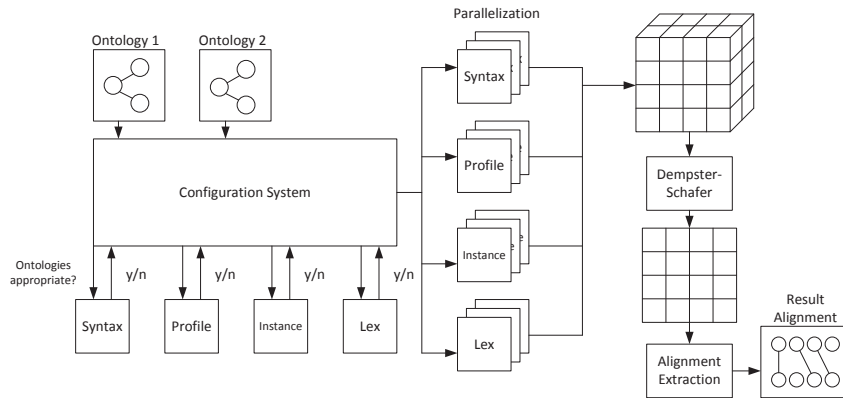 Parallelization
Ontology 1
Ontology 2
Syntax
Configuration System
Profile
Dempster-
Schafer
Instance
Ontologies
appropriate?
y/n
y/n
y/n
y/n
Syntax
Profile
Instance
Lex
Lex
Result
Alignment
Alignment
Extraction